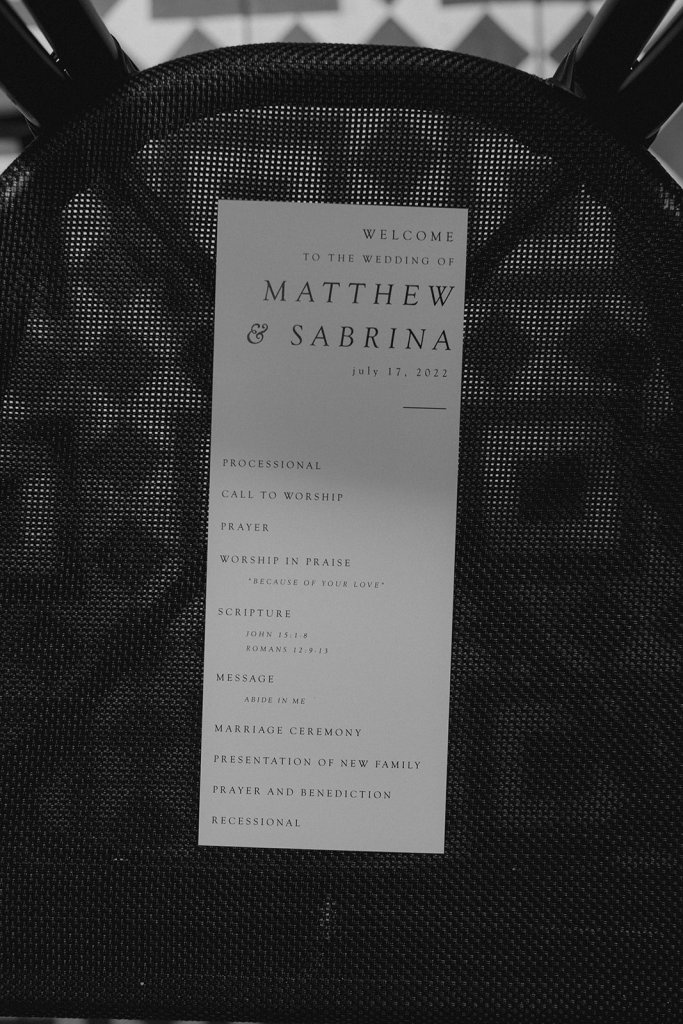 WELCOME
TO THE WEDDING OF
MATTHEW
& SABRINA
july 17, 2022
PROCESSIONAL
CALL TO WORSHIP
PRAYER
WORSHIP IN PRAISE
"BECAUSE OF YOUR LOVE"
SCRIPTURE
JOHN 15:1-8
ROMANS 12:9-13
MESSAGE
ABIDE IN ME
MARRIAGE CEREMONY
PRESENTATION OF NEW FAMILY
PRAYER AND BENEDICTION
RECESSIONAL